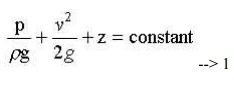 p/ρg + v²/2g + z = constant
--> 1